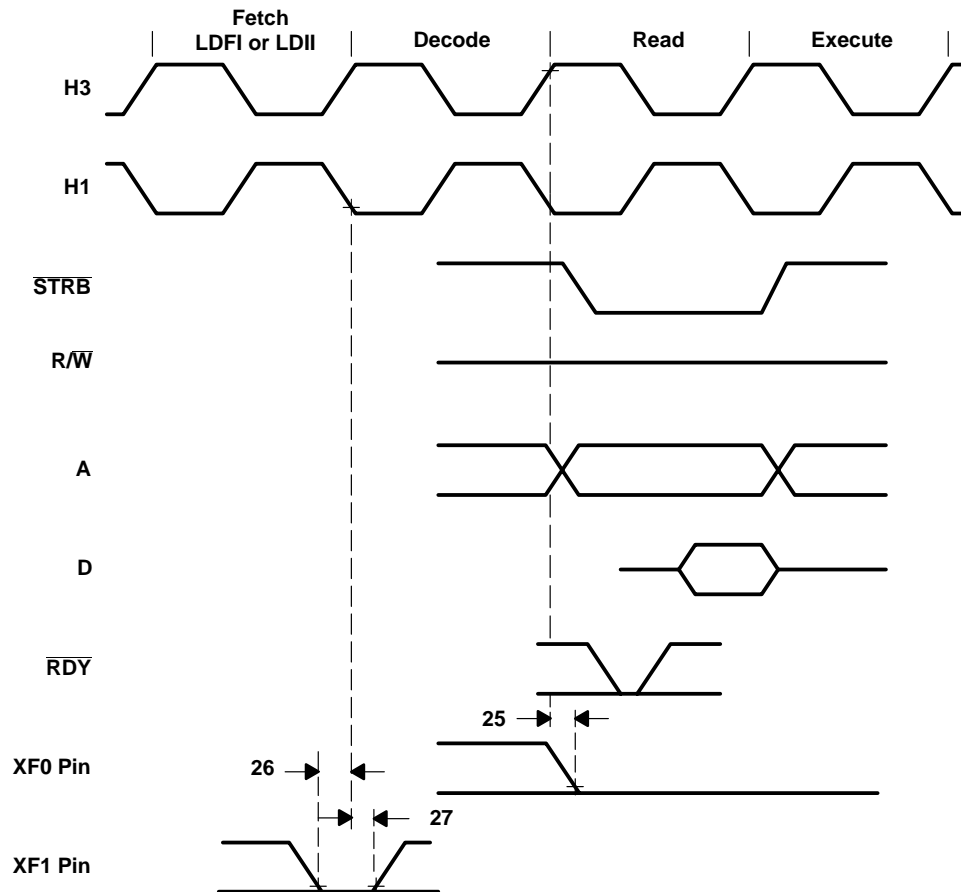 Fetch
LDFI or LDII
Decode
Read
Execute
H3
H1
STRB
R/W
A
D
RDY
25
XF0 Pin
26
27
XF1 Pin